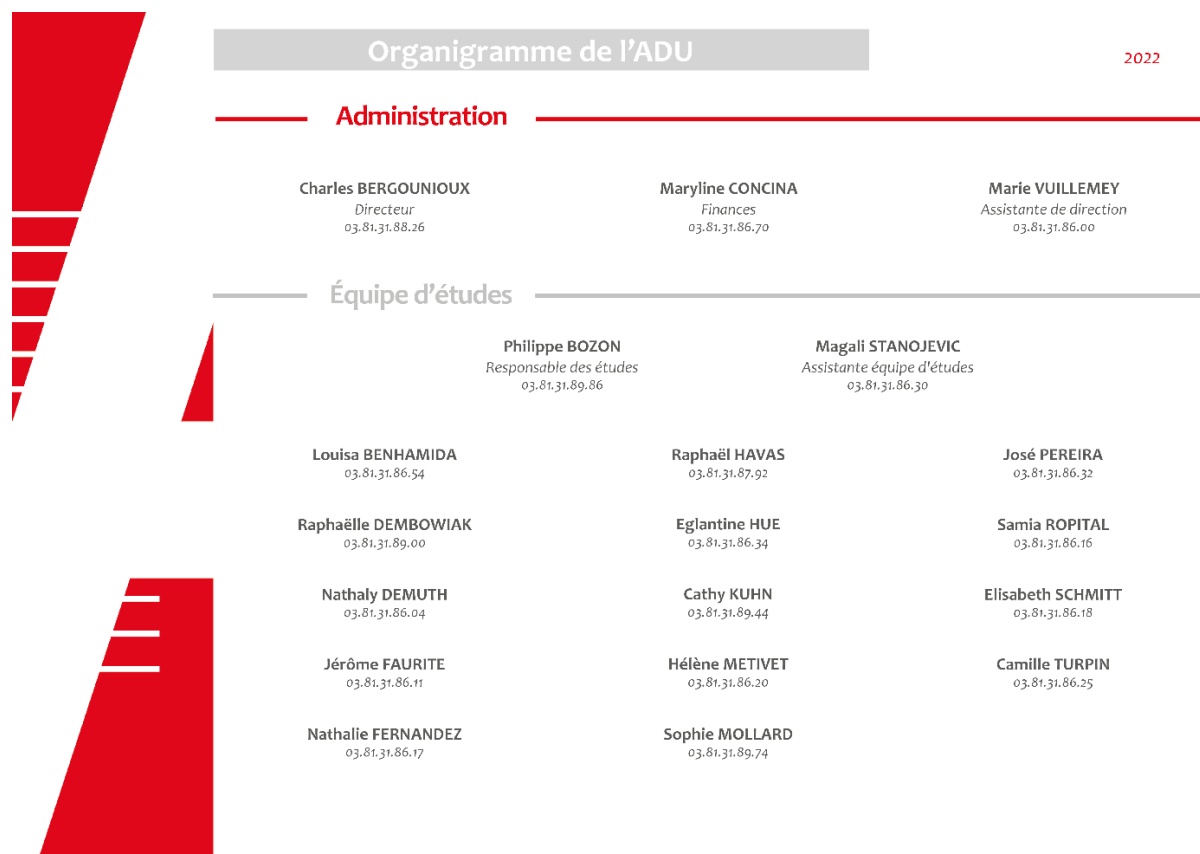 Organigramme de l'ADU
2022
Administration
Charles BERGOUNIOUX
Directeur
03.81.31.88.26
Maryline CONCINA
Finances
03.81.31.86.70
Marie VUILLEMEY
Assistante de direction
03.81.31.86.00
Équipe d'études
Philippe BOZON
Responsable des études
03.81.31.89.86
Magali STANOJEVIC
Assistante équipe d'études
03.81.31.86.30
Louisa BENHAMIDA
03.81.31.86.54
Raphaël HAVAS
03.81.31.87.92
José PEREIRA
03.81.31.86.32
Raphaëlle DEMBOWIAK
03.81.31.89.00
Eglantine HUE
03.81.31.86.34
Samia ROPITAL
03.81.31.86.16
Nathaly DEMUTH
03.81.31.86.04
Cathy KUHN
03.81.31.89.44
Elisabeth SCHMITT
03.81.31.86.18
Jérôme FAURITE
03.81.31.86.11
Hélène METIVET
03.81.31.86.20
Camille TURPIN
03.81.31.86.25
Nathalie FERNANDEZ
03.81.31.86.17
Sophie MOLLARD
03.81.31.89.74